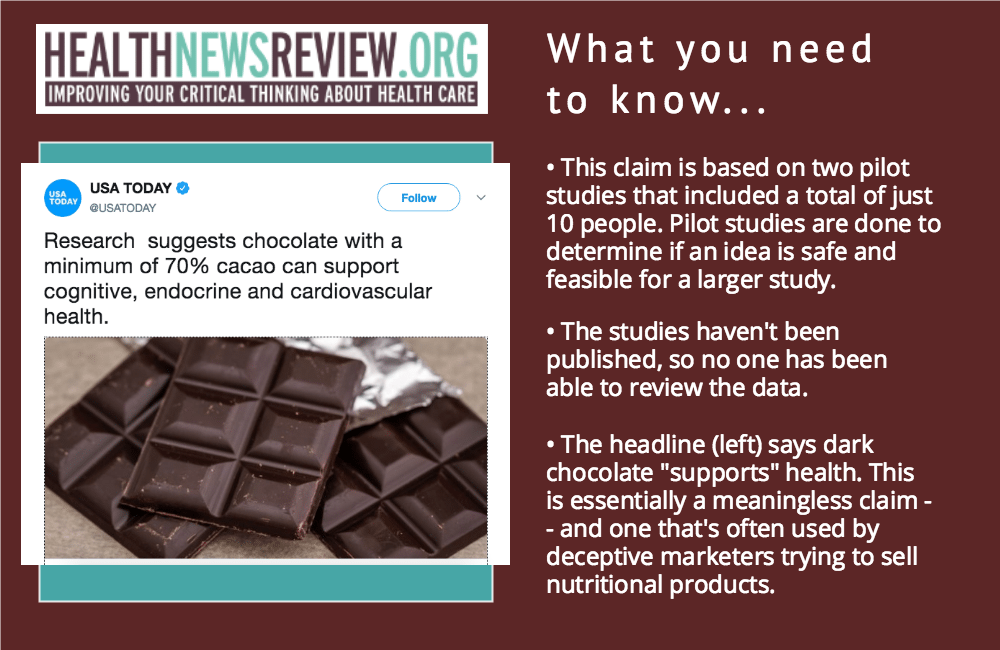 HEALTHNEWSREVIEW.ORG
IMPROVING YOUR CRITICAL THINKING ABOUT HEALTH CARE
USA
TODAY
USA TODAY
@USATODAY
Follow
Research  suggests chocolate with a
minimum of 70% cacao can support
cognitive, endocrine and cardiovascular
health.
What you need
to know...
• This claim is based on two pilot
studies that included a total of just
10 people. Pilot studies are done to
determine if an idea is safe and
feasible for a larger study.
• The studies haven't been
published, so no one has been
able to review the data.
• The headline (left) says dark
chocolate "supports" health. This
is essentially a meaningless claim -
- and one that's often used by
deceptive marketers trying to sell
nutritional products.